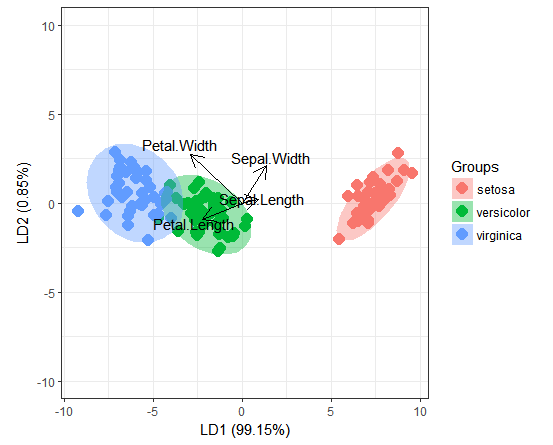 10
5
0
-5
-10
LD2 (0.85%)
Petal.Width
Sepal.Width
Sepal.Length
Petal.Length
-10
-5
0
5
10
LD1 (99.15%)
Groups
setosa
versicolor
virginica